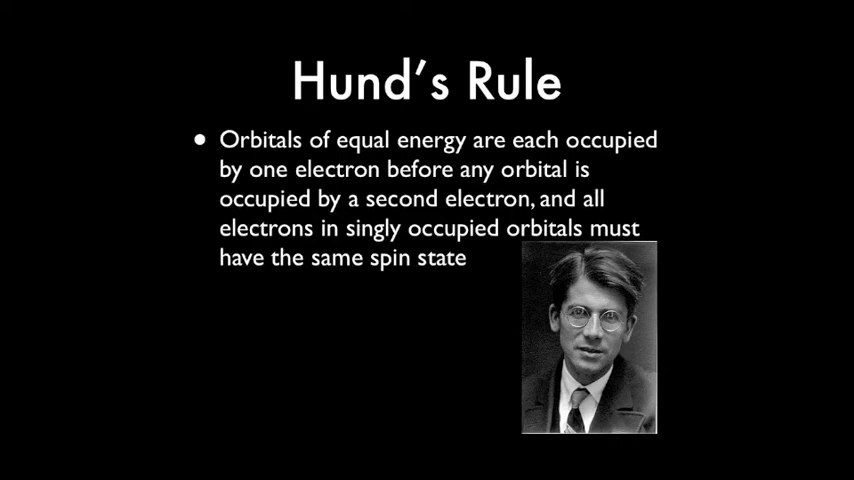 Hund's Rule
• Orbitals of equal energy are each occupied
by one electron before any orbital is
occupied by a second electron, and all
electrons in singly occupied orbitals must
have the same spin state